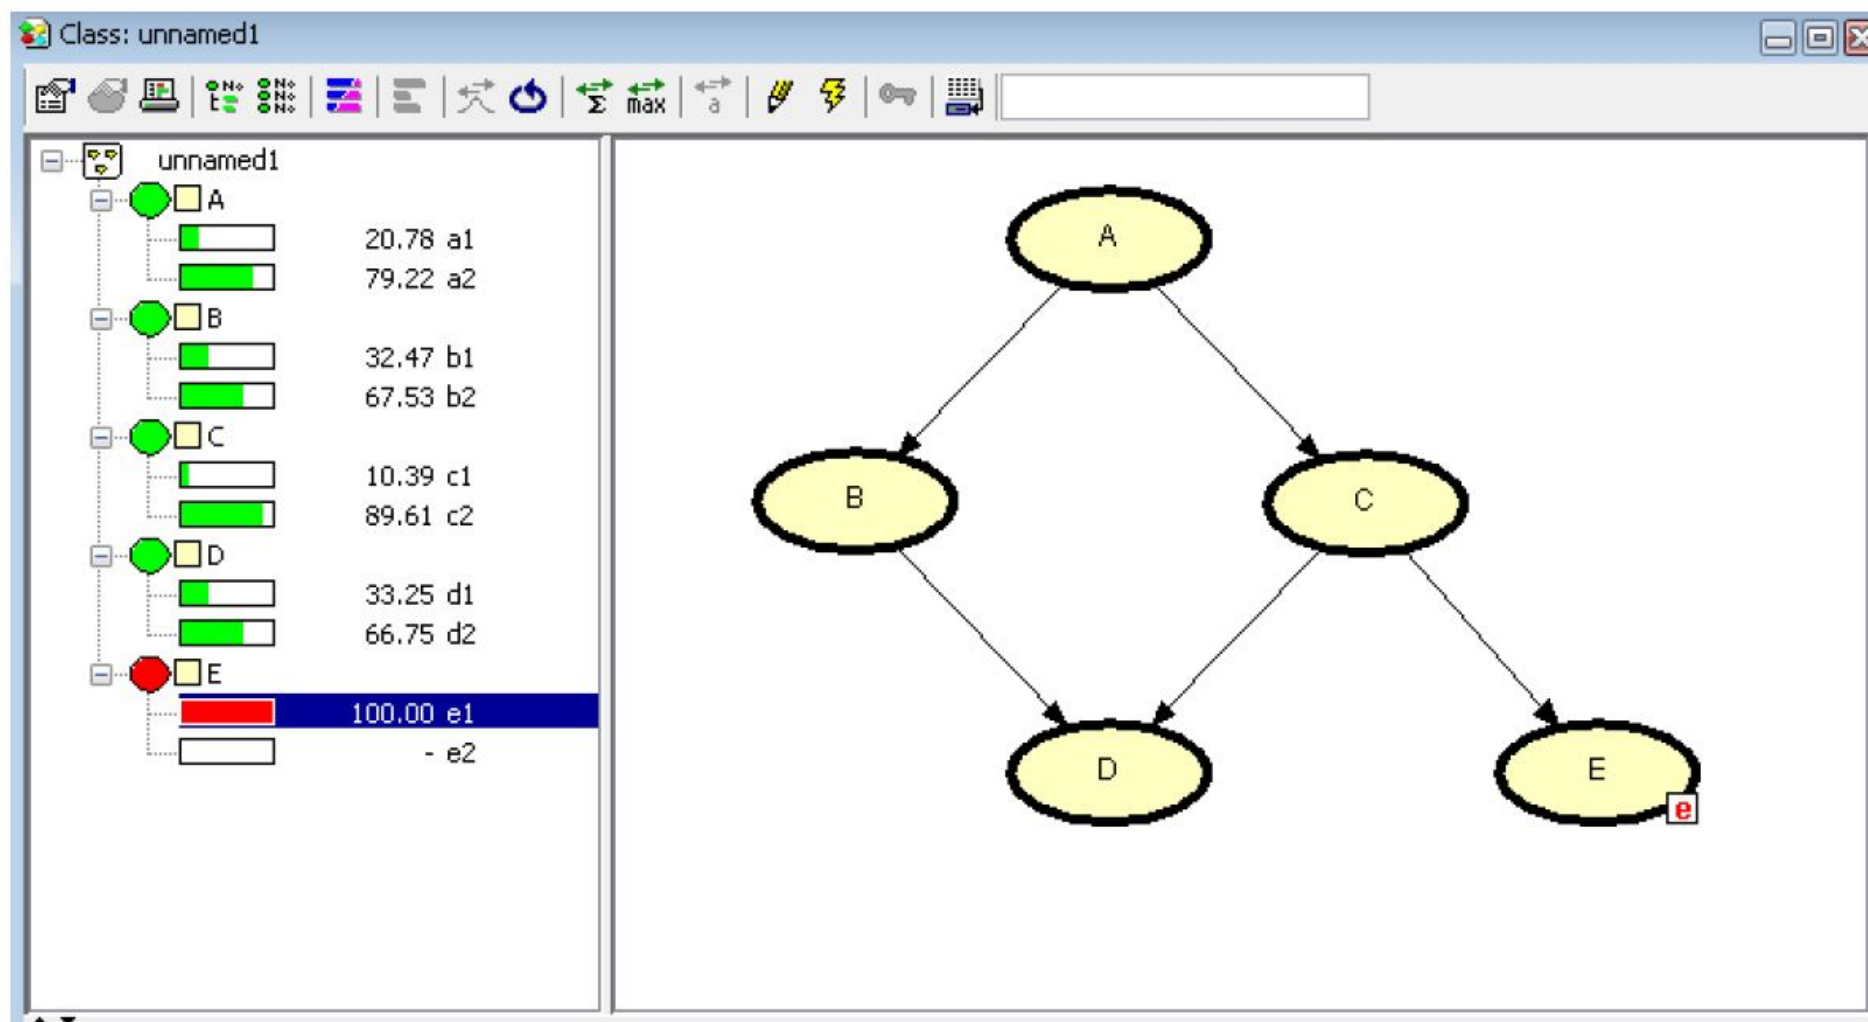 Class: unnamed1
Σ max a
unnamed1
A
20.78 a1
79.22 a2
B
32.47 b1
67.53 b2
C
10.39 c1
89.61 c2
D
33.25 d1
66.75 d2
E
100.00 e1
- e2
A
B
C
D
E
e